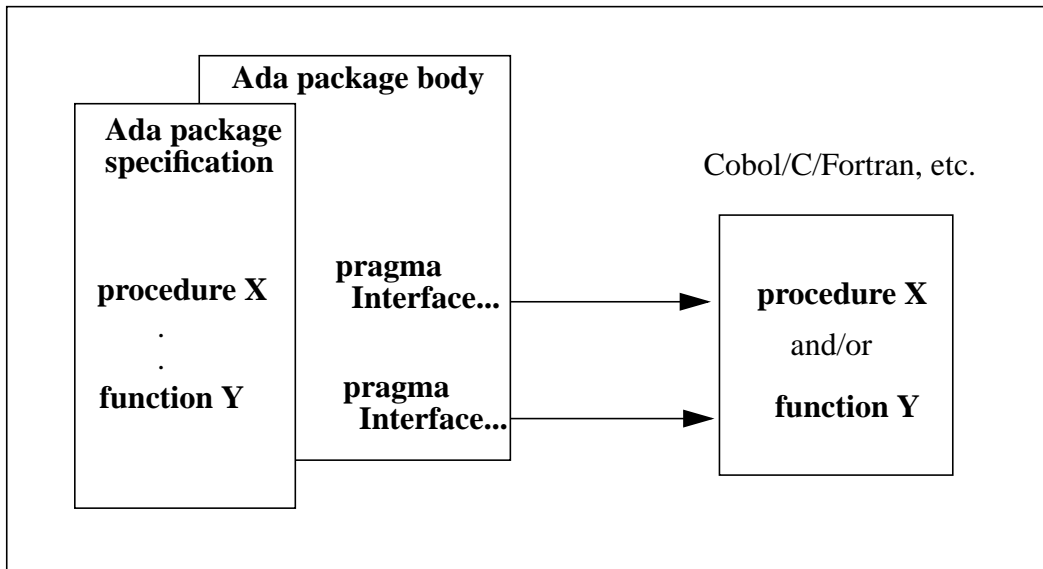 Ada package body
Ada package
specification
Cobol/C/Fortran, etc.
procedure X
.
.
function Y
pragma
Interface...
pragma
Interface...
procedure X
and/or
function Y